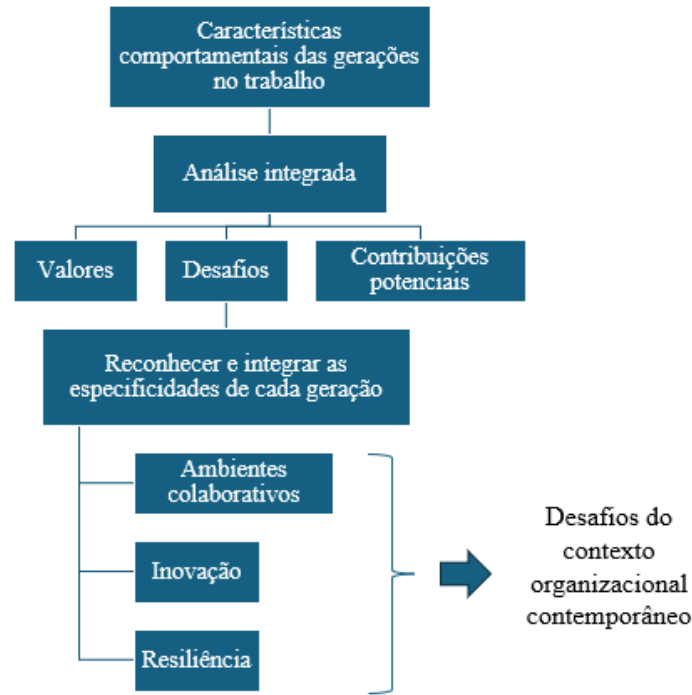 Características
comportamentais das gerações
no trabalho
Análise integrada
Valores
Desafios
Contribuições
potenciais
Reconhecer e integrar as
especificidades de cada geração
Ambientes
colaborativos
Inovação
Resiliência
Desafios do
contexto
organizacional
contemporâneo